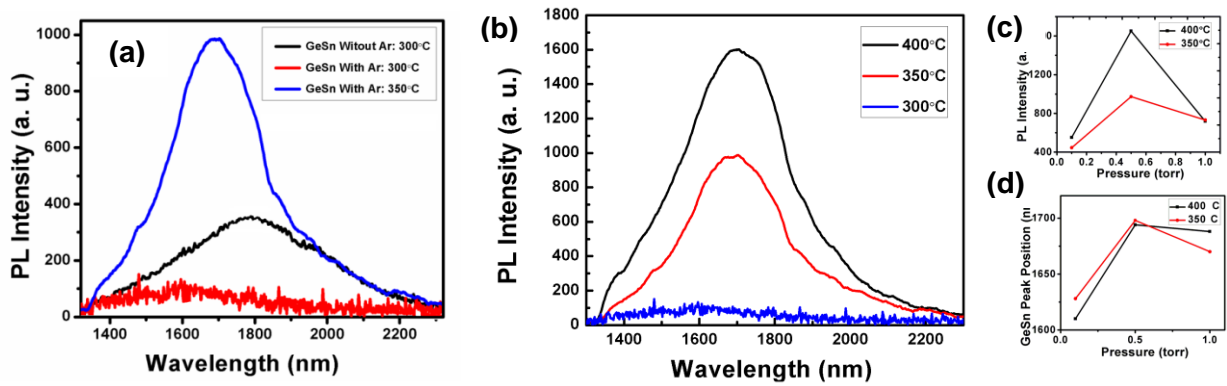 (a)
GeSn Witout Ar: 300°C
GeSn With Ar: 300°C
GeSn With Ar: 350°C
PL Intensity (a. u.)
1000
800
600
400
200
0
1400 1600 1800 2000 2200
Wavelength (nm)
(b)
400°C
350°C
300°C
PL Intensity (a. u.)
1800
1600
1400
1200
1000
800
600
400
200
0
1400 1600 1800 2000 2200
Wavelength (nm)
(c)
400°C
350°C
PL Intensity (a.
0
1200
800
400
0.0 0.2 0.4 0.6 0.8 1.0
Pressure (torr)
(d)
400 C
350 C
GeSn Peak Position (nm
1700
1650
1600
0.0 0.5 1.0
Pressure (torr)